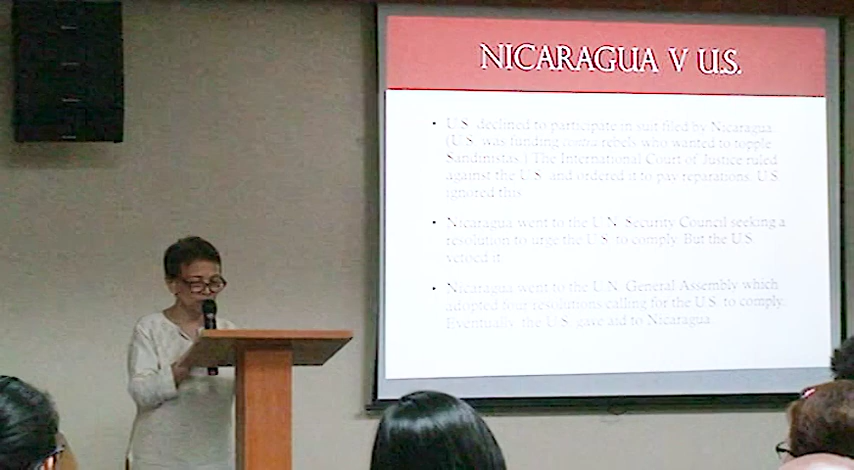 NICARAGUA V U.S.
• U.S. declined to participate in suit filed by Nicaragua.
(U.S. was funding contra rebels who wanted to topple
Sandinistas.) The International Court of Justice ruled
against the U.S. and ordered it to pay reparations. U.S.
ignored this.
• Nicaragua went to the U.N. Security Council seeking a
resolution to urge the U.S. to comply. But the U.S.
vetoed it.
• Nicaragua went to the U.N. General Assembly which
adopted four resolutions calling for the U.S. to comply.
Eventually, the U.S. gave aid to Nicaragua.